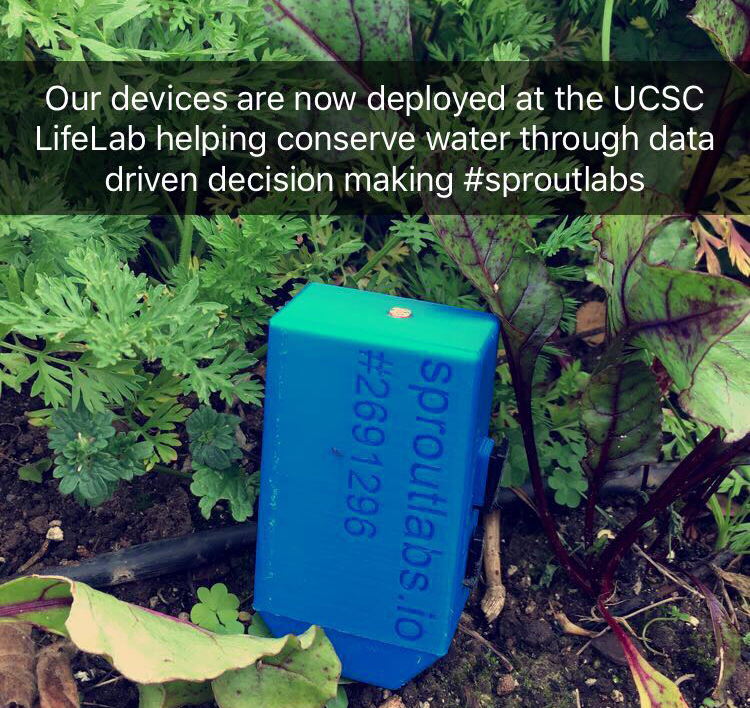 Our devices are now deployed at the UCSC
LifeLab helping conserve water through data
driven decision making #sproutlabs
sproutlabs.io
#2691296